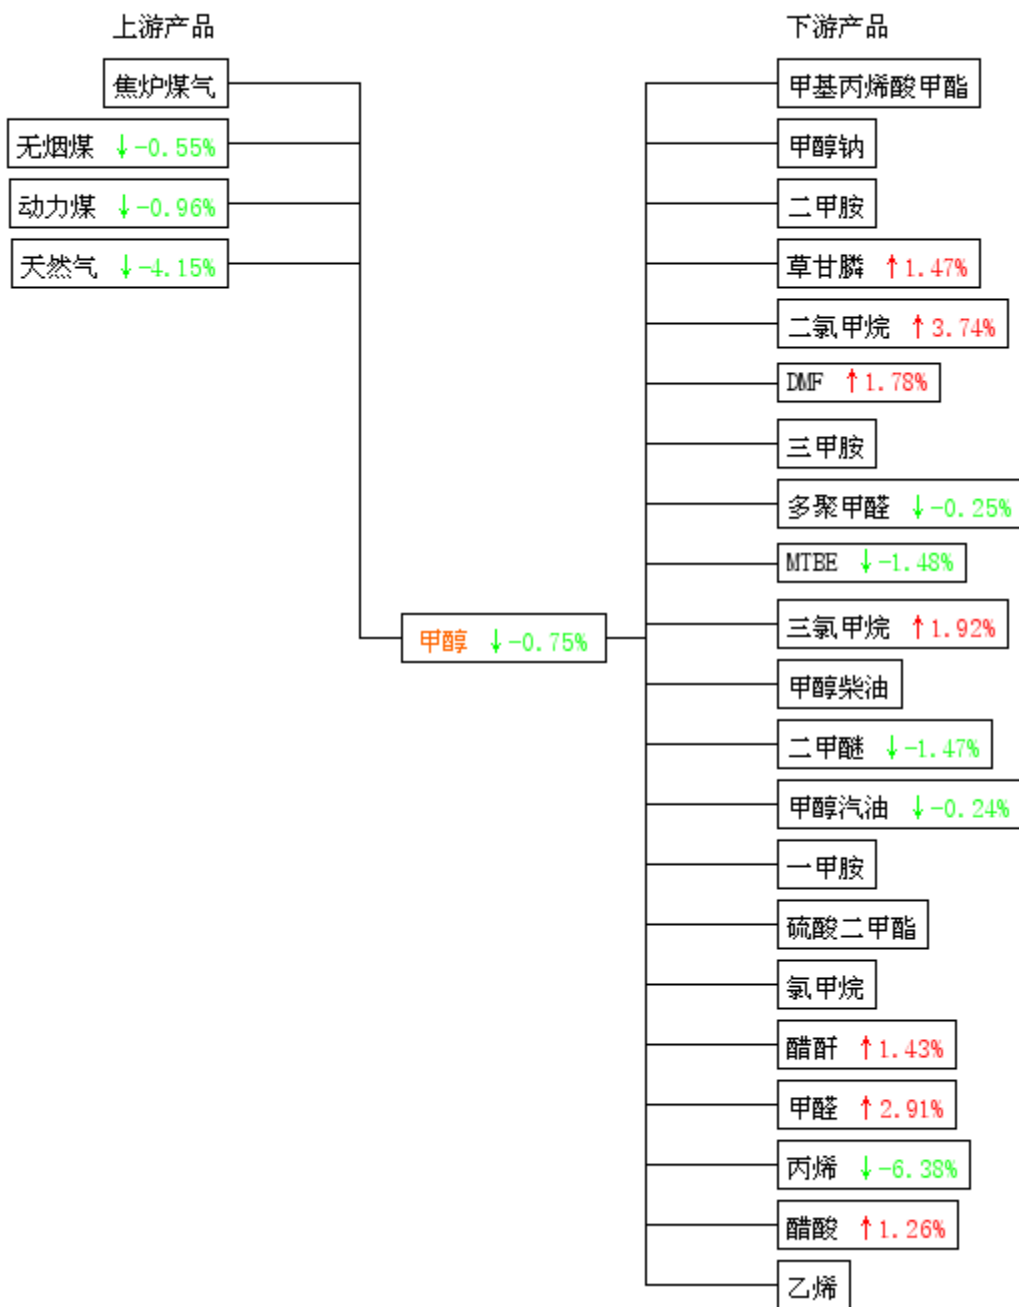 上游产品
下游产品
焦炉煤气
无烟煤 ↓-0.55%
动力煤 ↓-0.96%
天然气 ↓-4.15%
甲醇 ↓-0.75%
甲基丙烯酸甲酯
甲醇钠
二甲胺
草甘膦 ↑1.47%
二氯甲烷 ↑3.74%
DMF ↑1.78%
三甲胺
多聚甲醛 ↓-0.25%
MTBE ↓-1.48%
三氯甲烷 ↑1.92%
甲醇柴油
二甲醚 ↓-1.47%
甲醇汽油 ↓-0.24%
一甲胺
硫酸二甲酯
氯甲烷
醋酐 ↑1.43%
甲醛 ↑2.91%
丙烯 ↓-6.38%
醋酸 ↑1.26%
乙烯